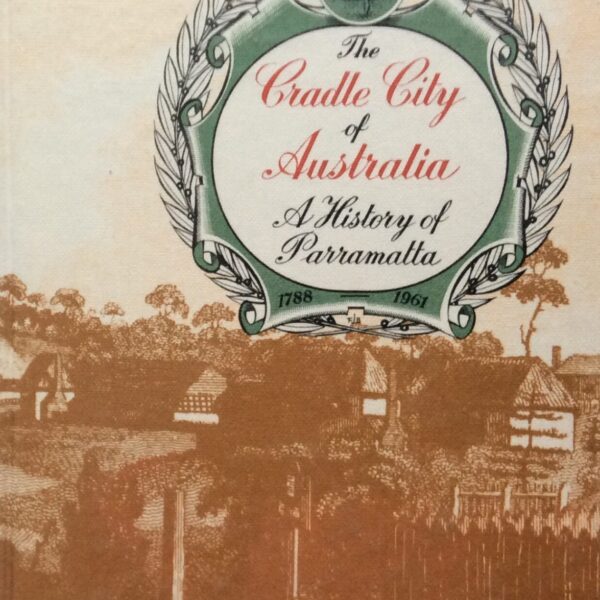 The
Cradle City
of
Australia
A History of
Parramatta
1788 — 1961